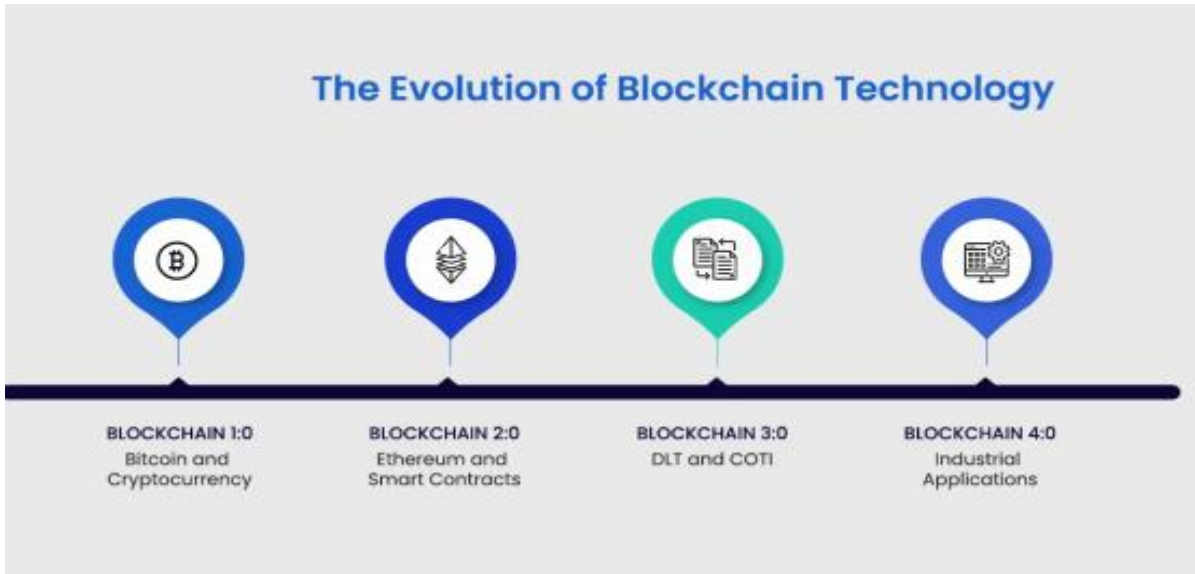 The Evolution of Blockchain Technology
BLOCKCHAIN 1:0
Bitcoin and
Cryptocurrency
BLOCKCHAIN 2:0
Ethereum and
Smart Contracts
BLOCKCHAIN 3:0
DLT and COTI
BLOCKCHAIN 4:0
Industrial
Applications